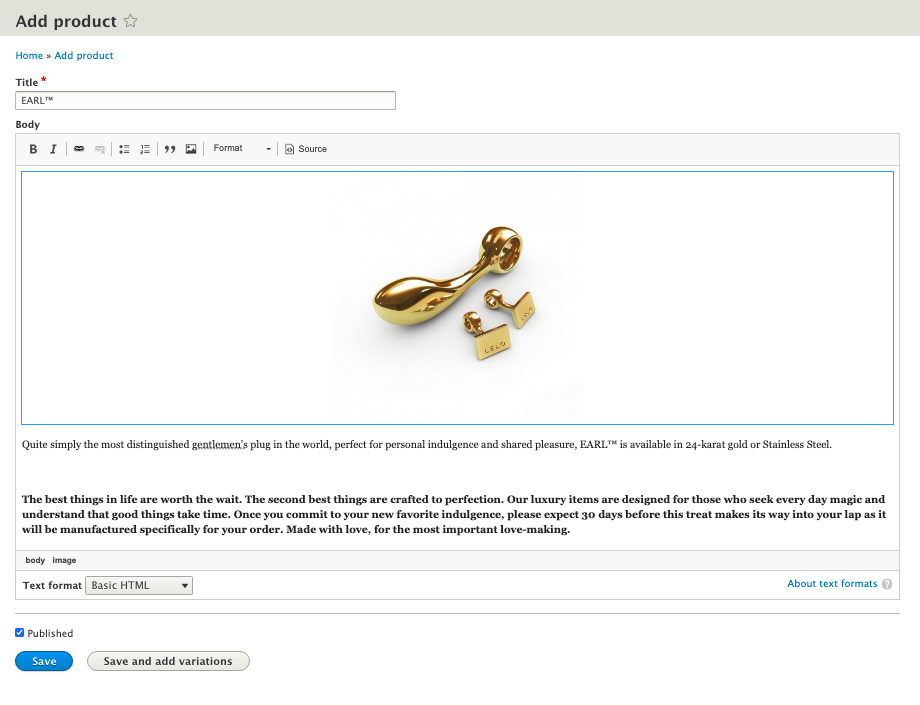 Add product
Home » Add product
Title *
EARL™
Body
B I Format Source
LELO
LELO
Quite simply the most distinguished gentlemen's plug in the world, perfect for personal indulgence and shared pleasure, EARL™ is available in 24-karat gold or Stainless Steel.
The best things in life are worth the wait. The second best things are crafted to perfection. Our luxury items are designed for those who seek every day magic and
understand that good things take time. Once you commit to your new favorite indulgence, please expect 30 days before this treat makes its way into your lap as it
will be manufactured specifically for your order. Made with love, for the most important love-making.
body image
Text format Basic HTML
About text formats ?
Published
Save Save and add variations